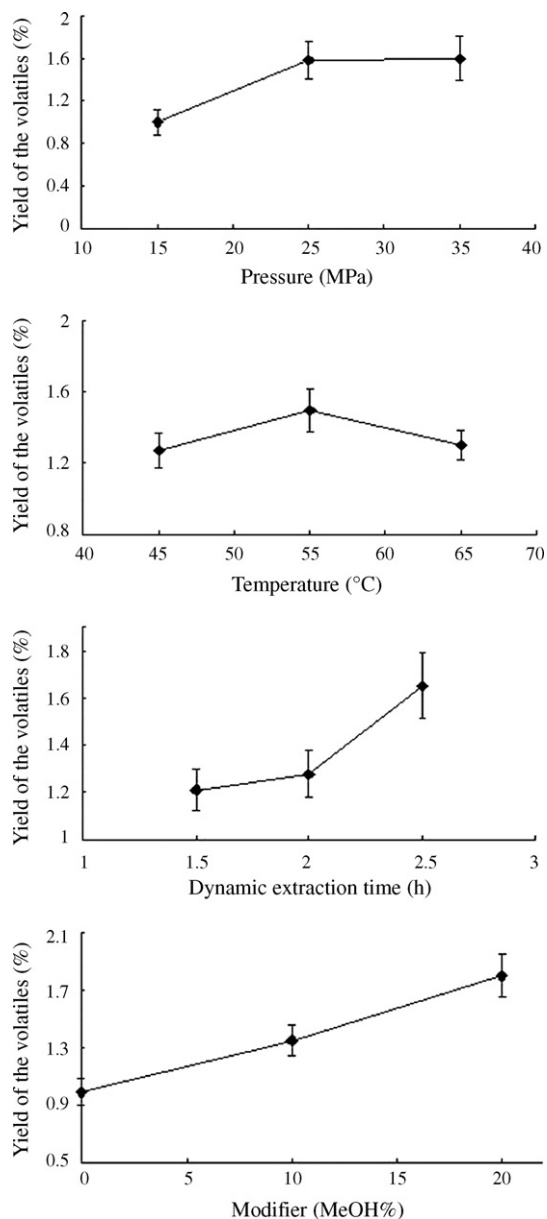 Yield of the volatiles (%)
2
1.6
1.2
0.8
0.4
0
10 15 20 25 30 35 40
Pressure (MPa)
Yield of the volatiles (%)
2
1.6
1.2
0.8
40 45 50 55 60 65 70
Temperature (°C)
Yield of the volatiles (%)
1.8
1.6
1.4
1.2
1
1 1.5 2 2.5 3
Dynamic extraction time (h)
Yield of the volatiles (%)
2.1
1.7
1.3
0.9
0.5
0 5 10 15 20
Modifier (MeOH%)